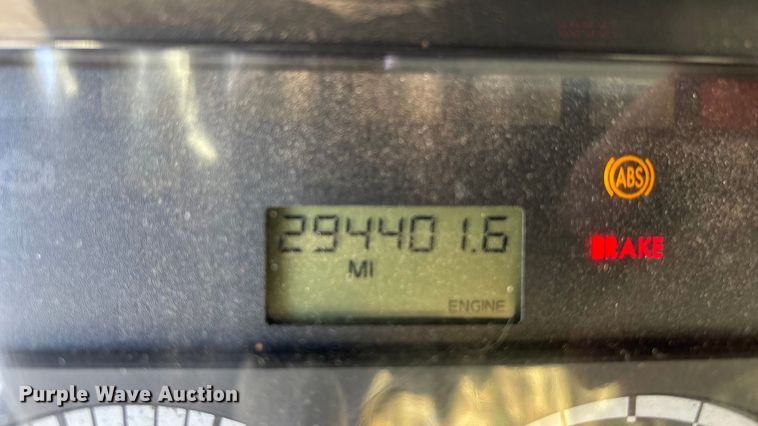 ABS
294401.6
BRAKE
MI
ENGINE
Purple Wave Auction